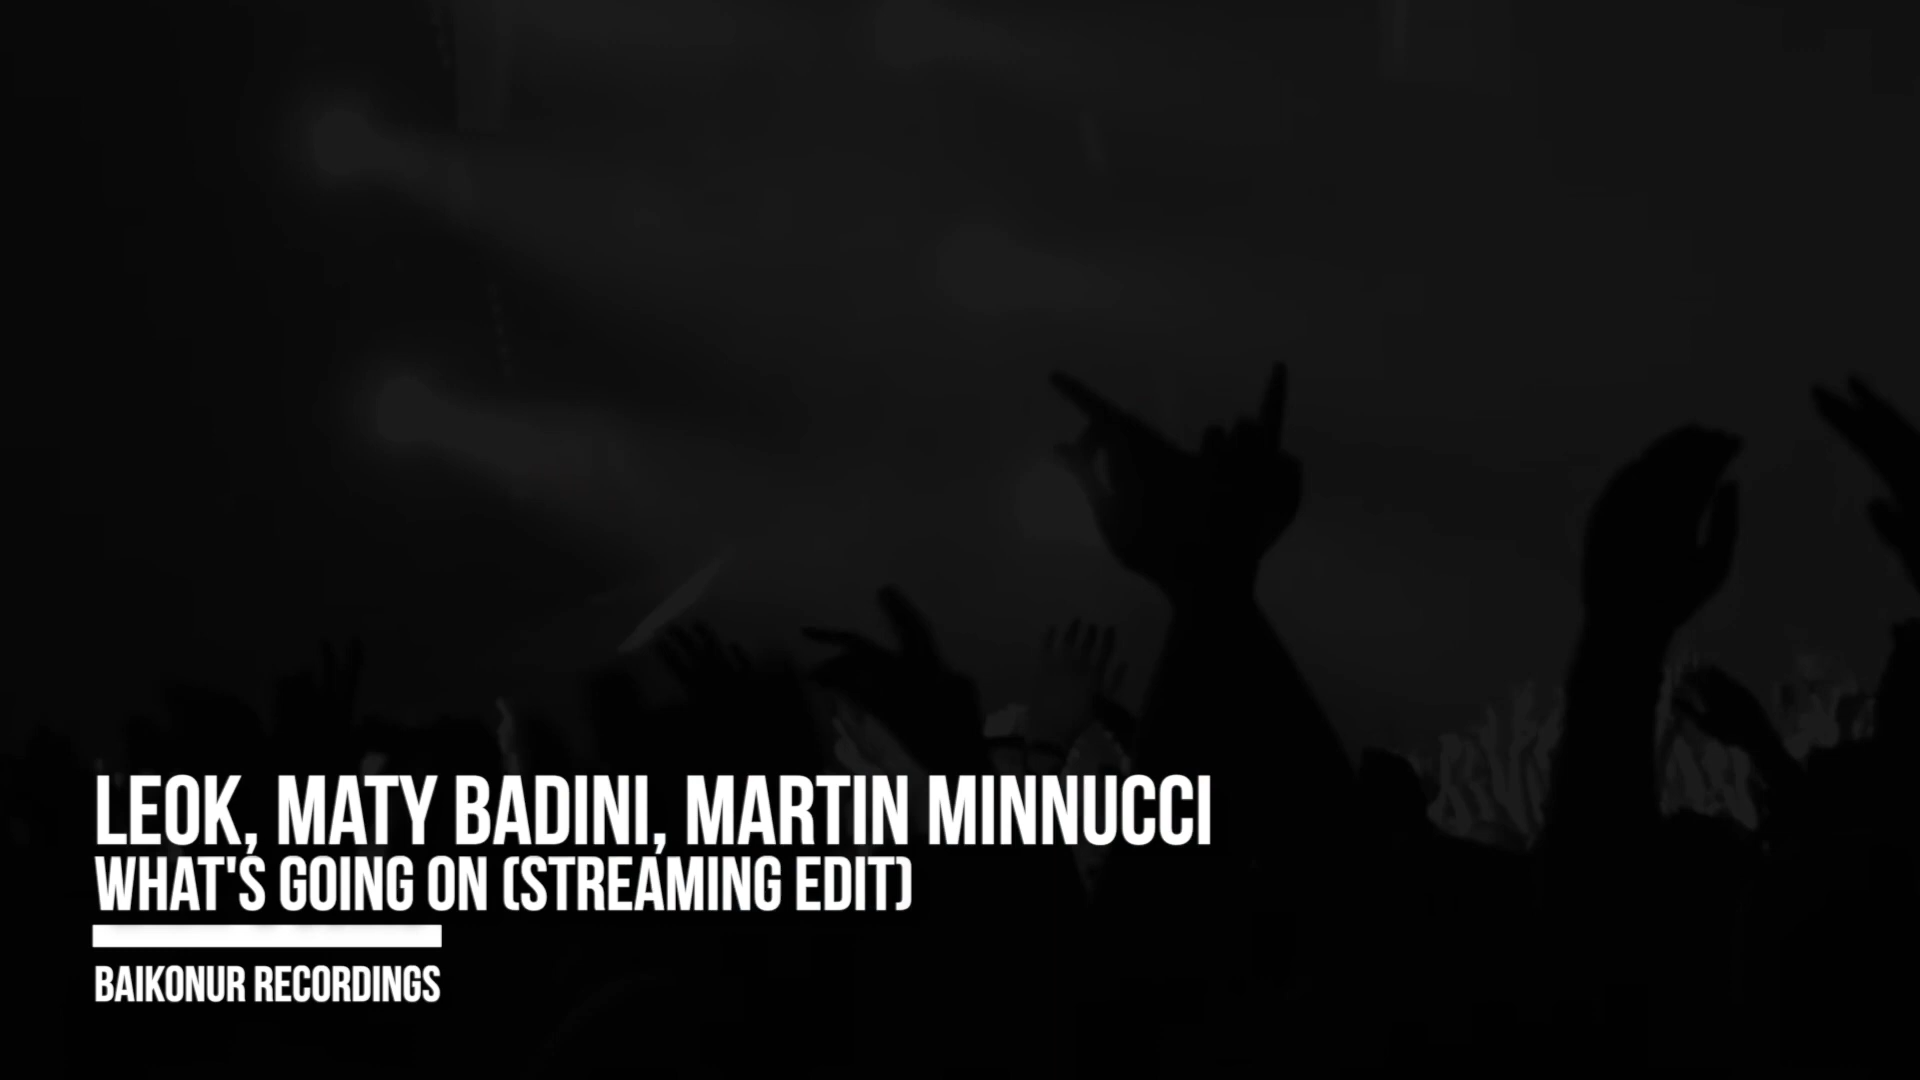 LEOK, MATY BADINI, MARTIN MINNUCCI
WHAT'S GOING ON (STREAMING EDIT)
BAIKONUR RECORDINGS